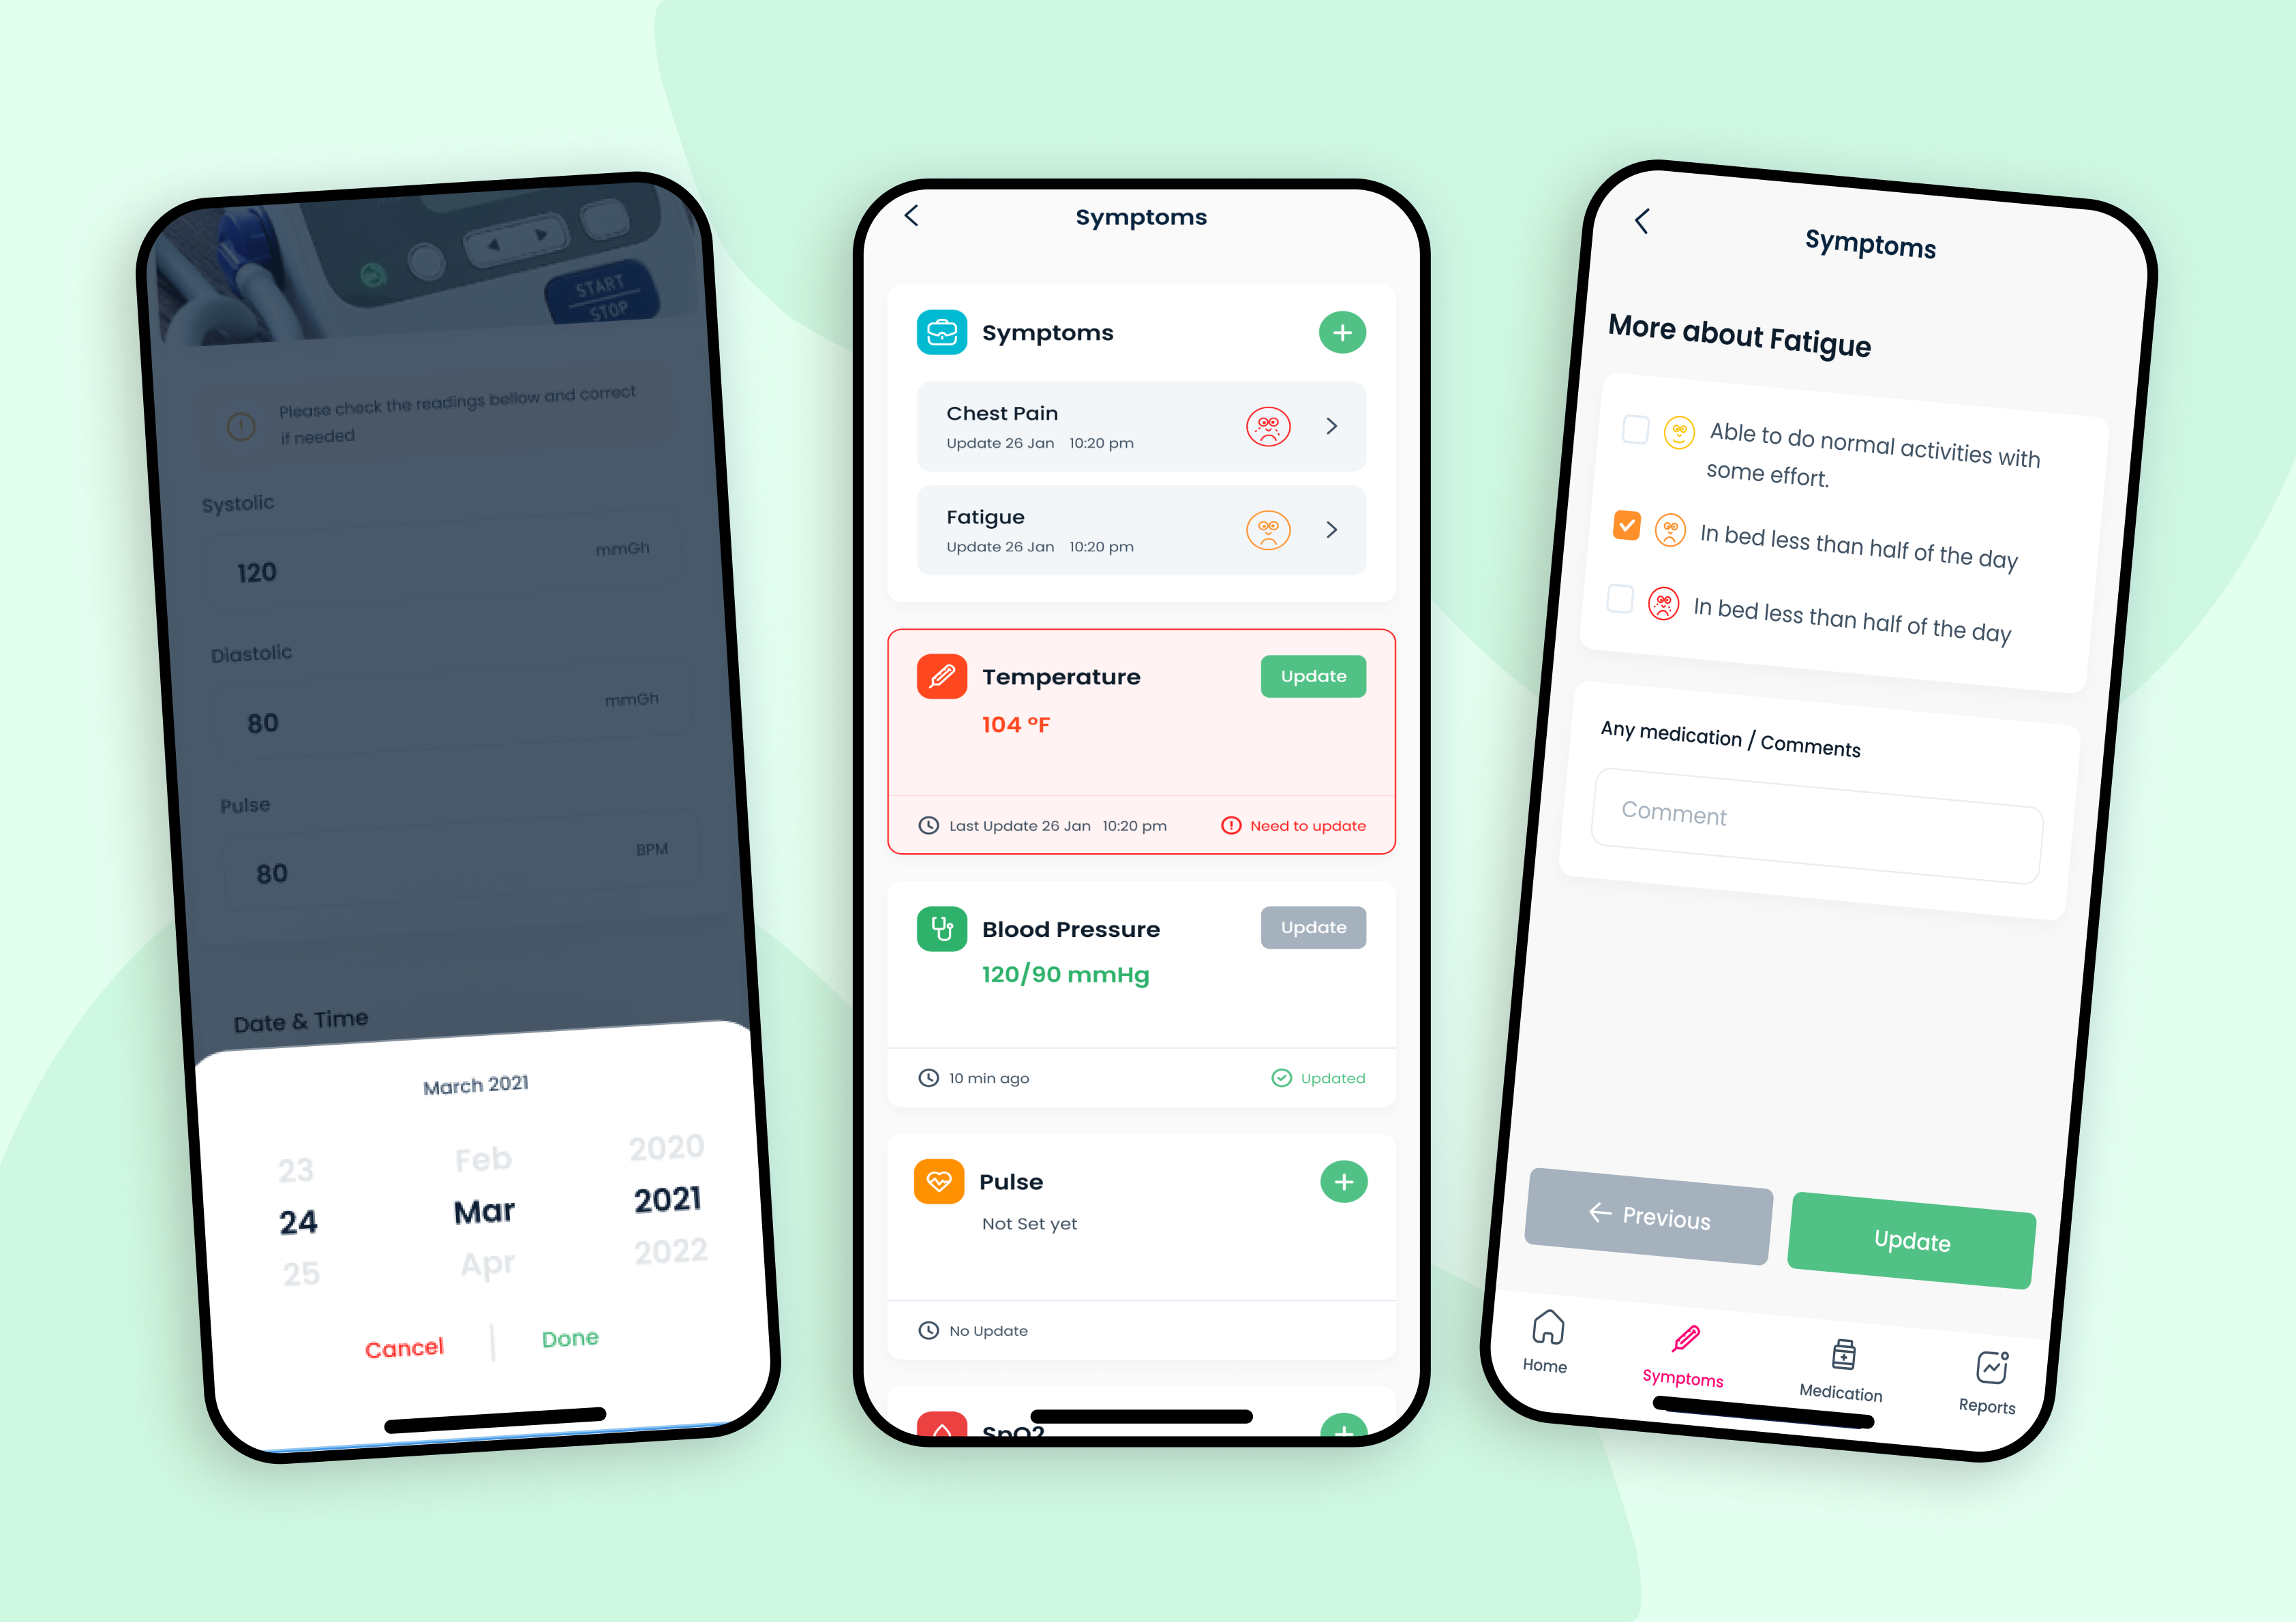 START
STOP
Please check the readings bellow and correct
if needed
Systolic
120
mmGh
Diastolic
80
mmGh
Pulse
80
BPM
Date & Time
March 2021
23
Feb
2020
24
Mar
2021
25
Apr
2022
Cancel
Done
Symptoms
Symptoms
Chest Pain
Update 26 Jan 10:20 pm
Fatigue
Update 26 Jan 10:20 pm
Temperature
Update
104 °F
Last Update 26 Jan 10:20 pm
Need to update
Blood Pressure
Update
120/90 mmHg
10 min ago
Updated
Pulse
Not Set yet
No Update
SpO2
Symptoms
More about Fatigue
Able to do normal activities with
some effort.
In bed less than half of the day
In bed less than half of the day
Any medication / Comments
Comment
Previous
Update
Home
Symptoms
Medication
Reports